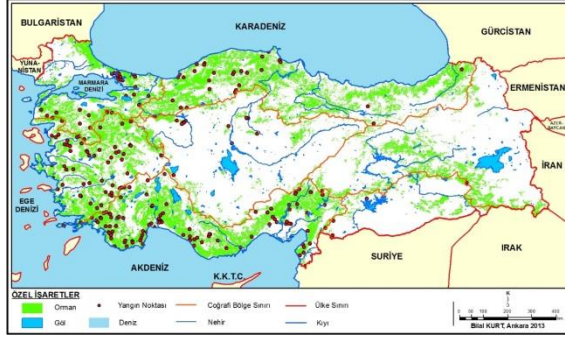 BULGARİSTAN
KARADENİZ
GÜRCİSTAN
YUNA-
NİSTAN
MARMARA
DENİZİ
ERMENİSTAN
İRAN
EGE
DENİZİ
AKDENİZ
K.K.T.C.
SURİYE
IRAK
ÖZEL İŞARETLER
Orman
Yangın Noktası
Coğrafi Bölge Sınırı
Ülke Sınırı
Göl
Deniz
Nehir
Kıyı
K
Bilal KURT, Ankara 2013